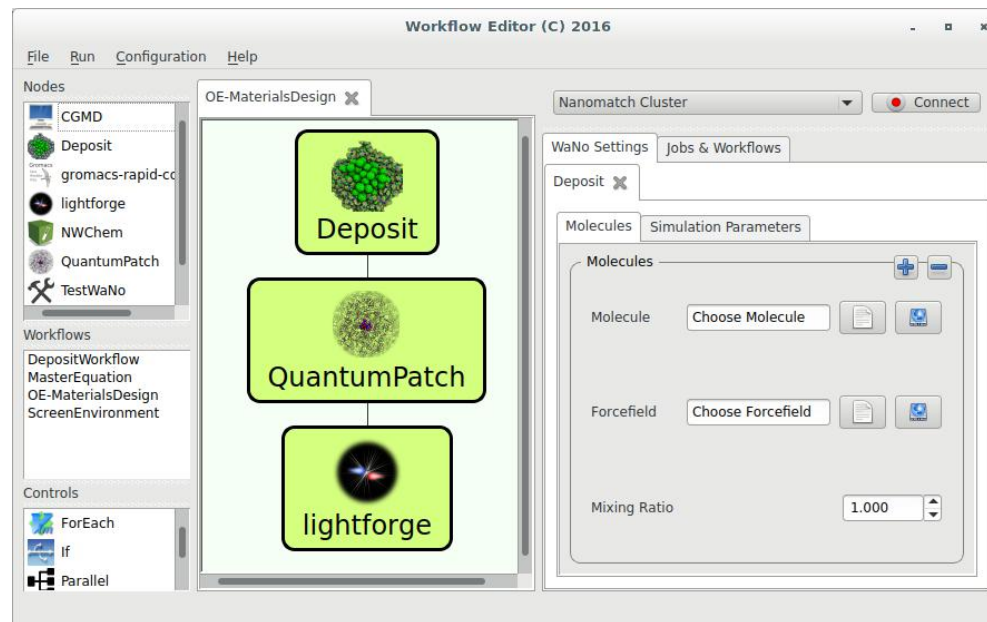 Workflow Editor (C) 2016
File Run Configuration Help
Nodes
CGMD
Deposit
Gromacs
gromacs-rapid-cc
lightforge
NWChem
QuantumPatch
TestWaNo
Workflows
DepositWorkflow
MasterEquation
OE-MaterialsDesign
ScreenEnvironment
Controls
ForEach
If
Parallel
OE-MaterialsDesign
Deposit
QuantumPatch
lightforge
Nanomatch Cluster
Connect
WaNo Settings Jobs & Workflows
Deposit
Molecules Simulation Parameters
Molecules
Molecule Choose Molecule
Forcefield Choose Forcefield
Mixing Ratio 1.000